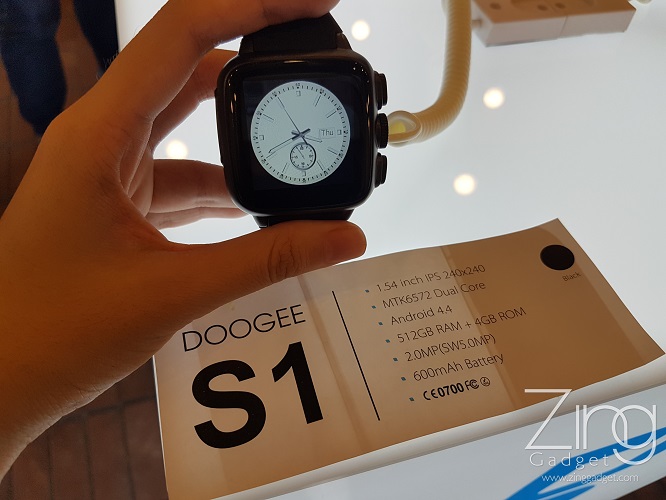 Thu
DOOGEE
S1
• 1.54 inch IPS 240x240
• MTK6572 Dual Core
• Android 4.4
• 512GB RAM + 4GB ROM
• 2.0MP(SW5.0MP)
• 600mAh Battery
• CE0700 FC
Black
Zing
Gadget
www.zinggadget.com